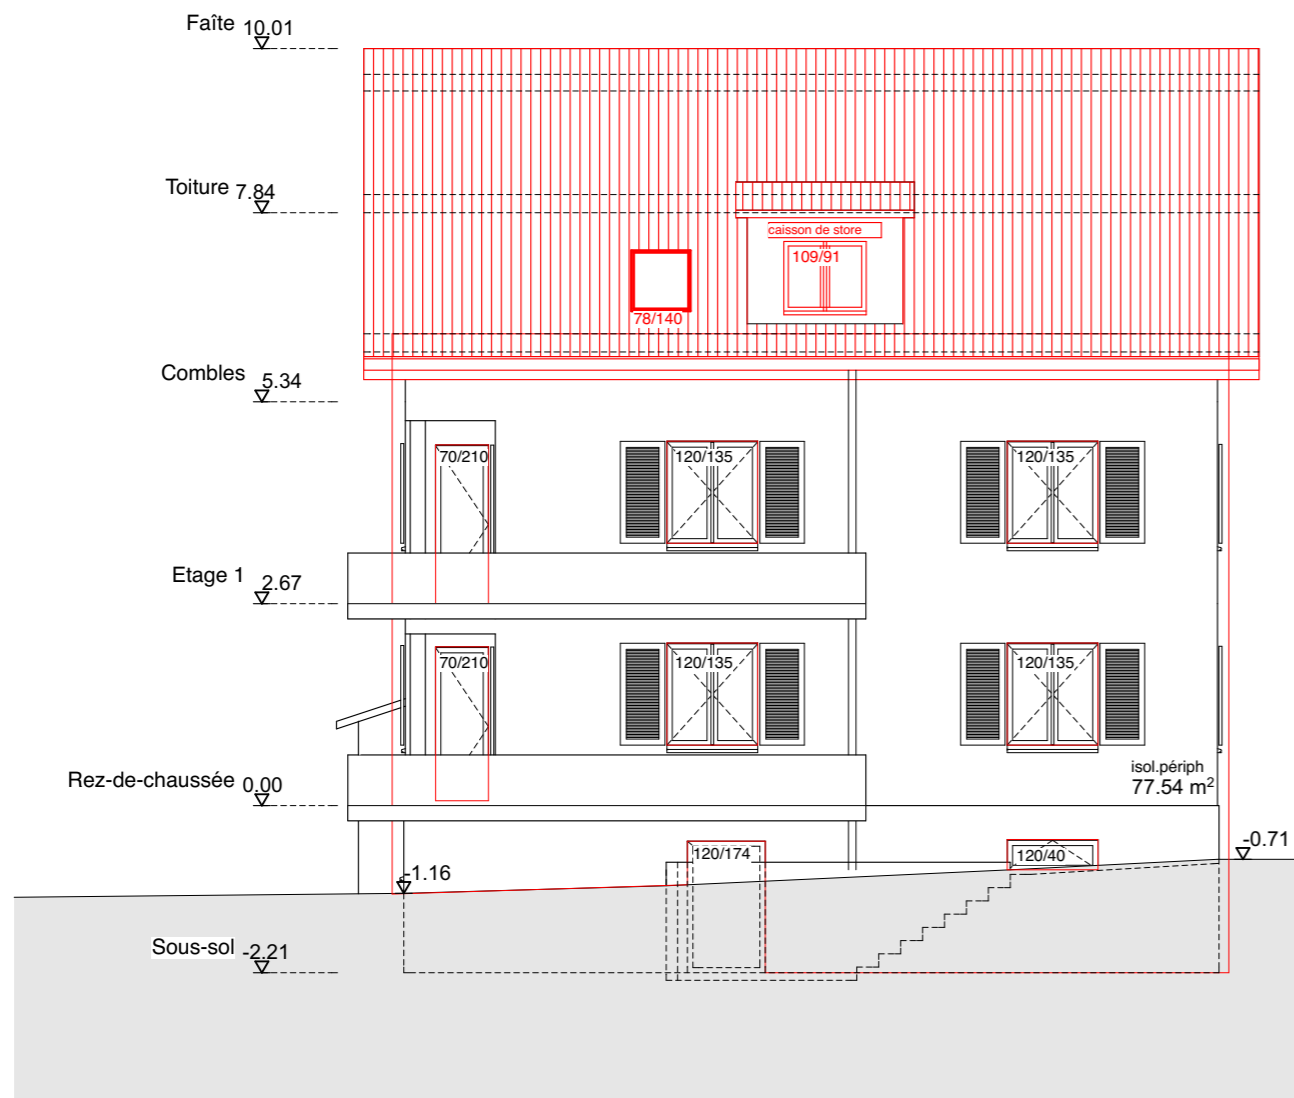 Faîte 10.01
Toiture 7.84
caisson de store
109/91
78/140
Combles 5.34
70/210
120/135
120/135
Etage 1 2.67
70/210
120/135
120/135
isol.périph
77.54 m²
Rez-de-chaussée 0.00
120/174
120/40
-0.71
-1.16
Sous-sol -2.21